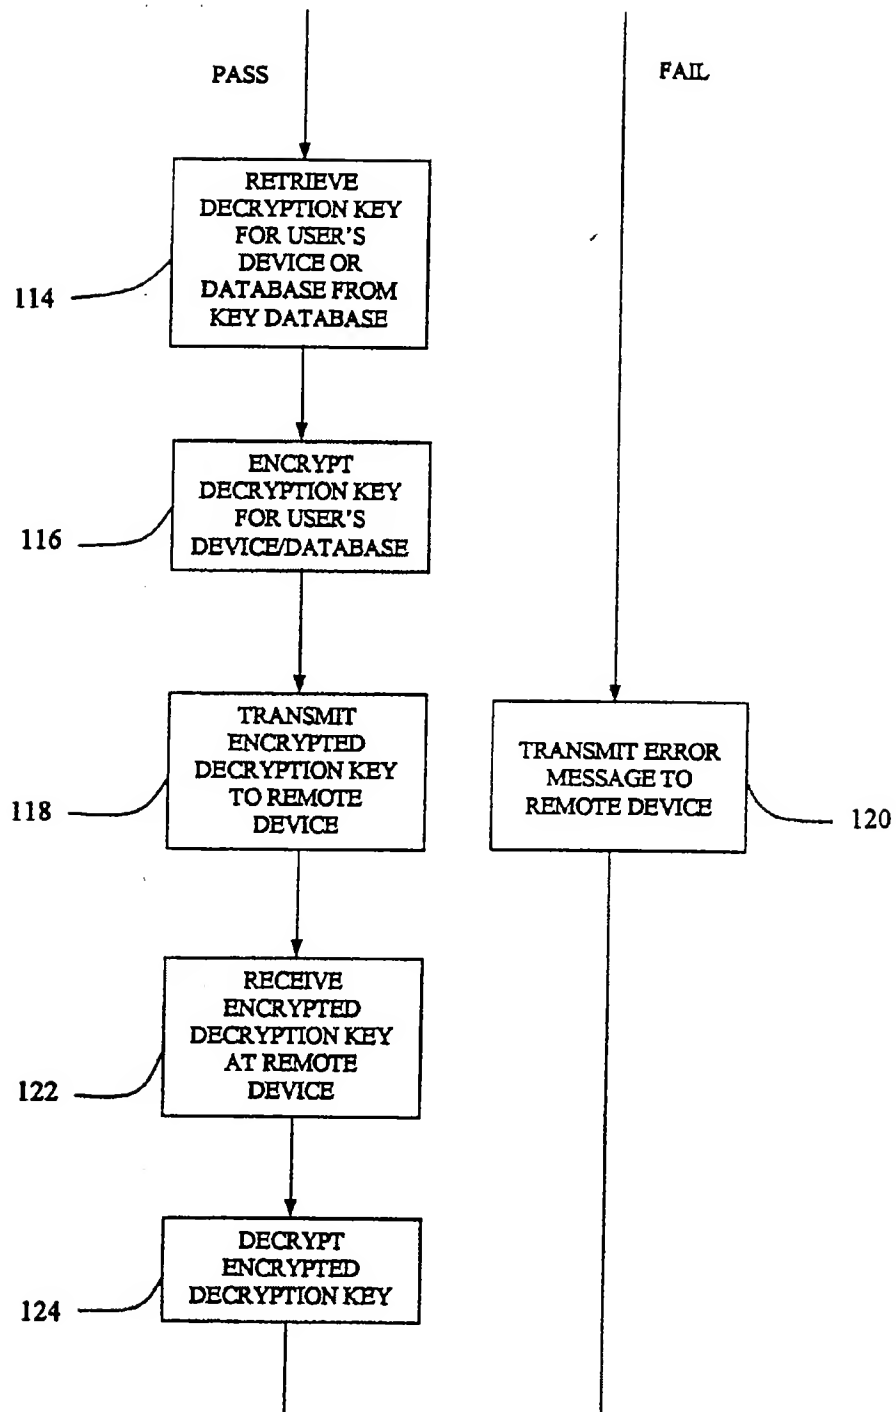 PASS
FAIL
RETRIEVE
DECRYPTION KEY
FOR USER'S
DEVICE OR
DATABASE FROM
KEY DATABASE
114
ENCRYPT
DECRYPTION KEY
FOR USER'S
DEVICE/DATABASE
116
TRANSMIT
ENCRYPTED
DECRYPTION KEY
TO REMOTE
DEVICE
118
TRANSMIT ERROR
MESSAGE TO
REMOTE DEVICE
120
RECEIVE
ENCRYPTED
DECRYPTION KEY
AT REMOTE
DEVICE
122
DECRYPT
ENCRYPTED
DECRYPTION KEY
124